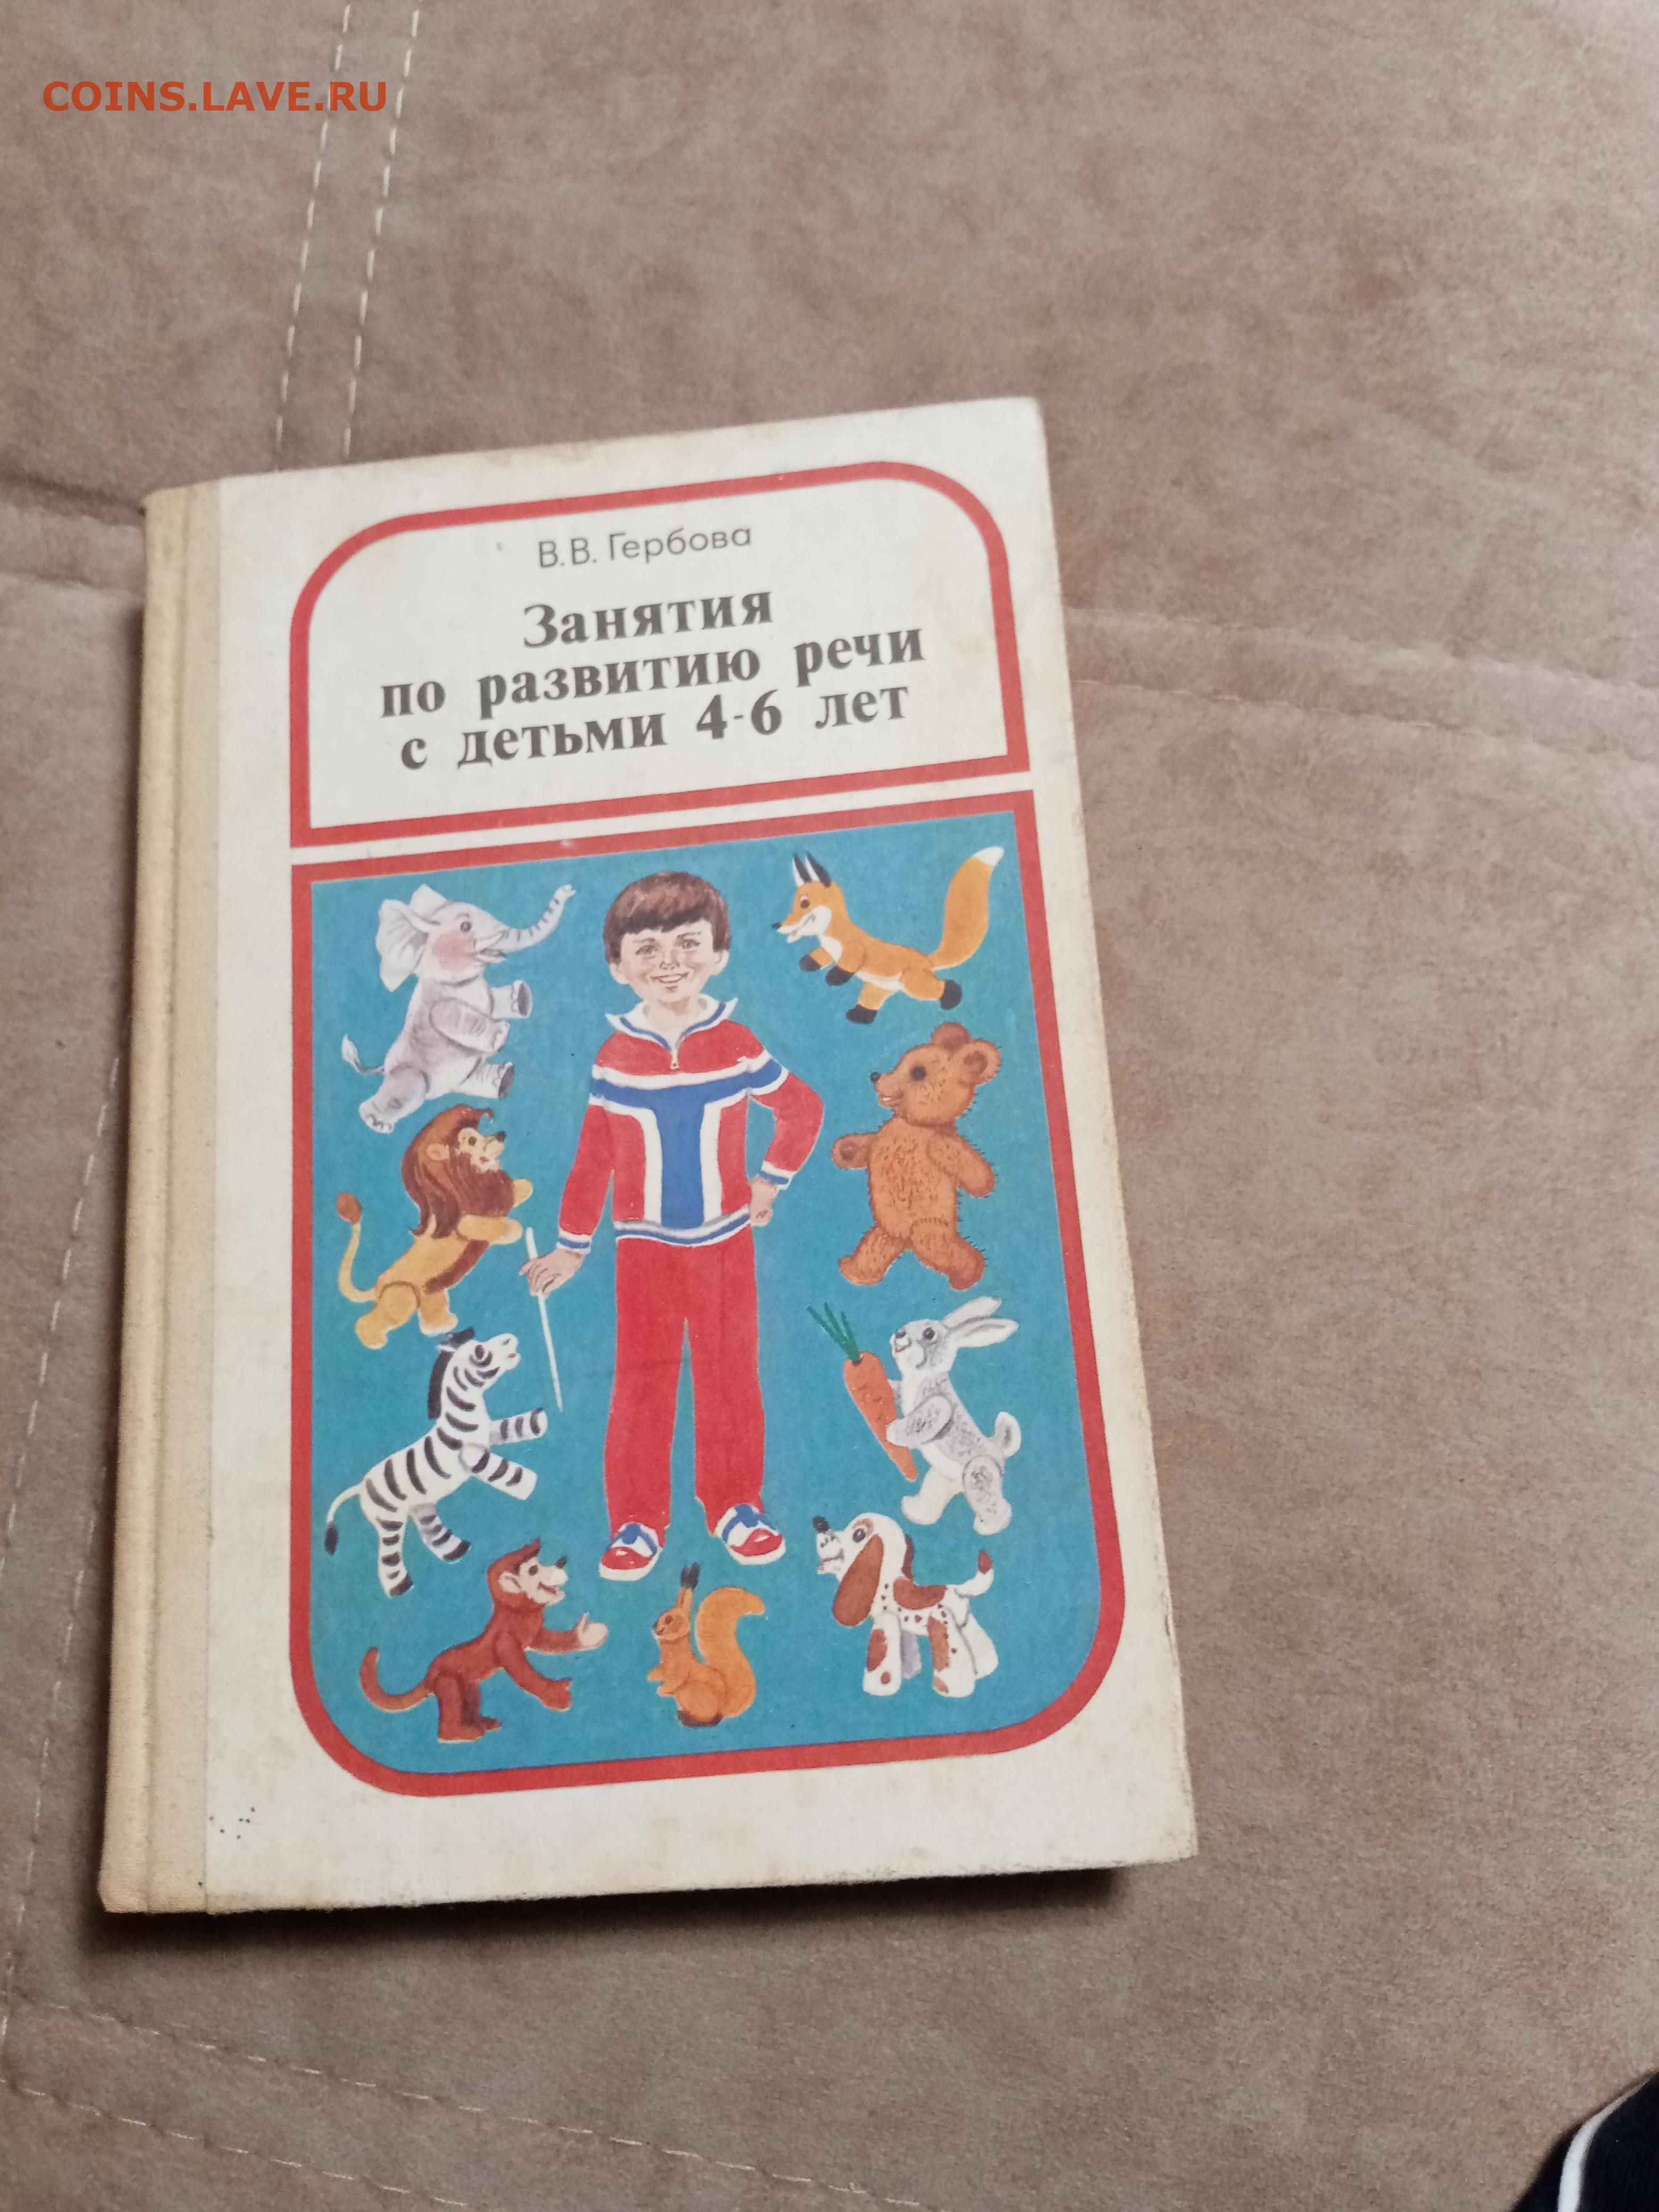 COINS.LAVE.RU
В.В. Гербова
Занятия
по развитию речи
с детьми 4-6 лет